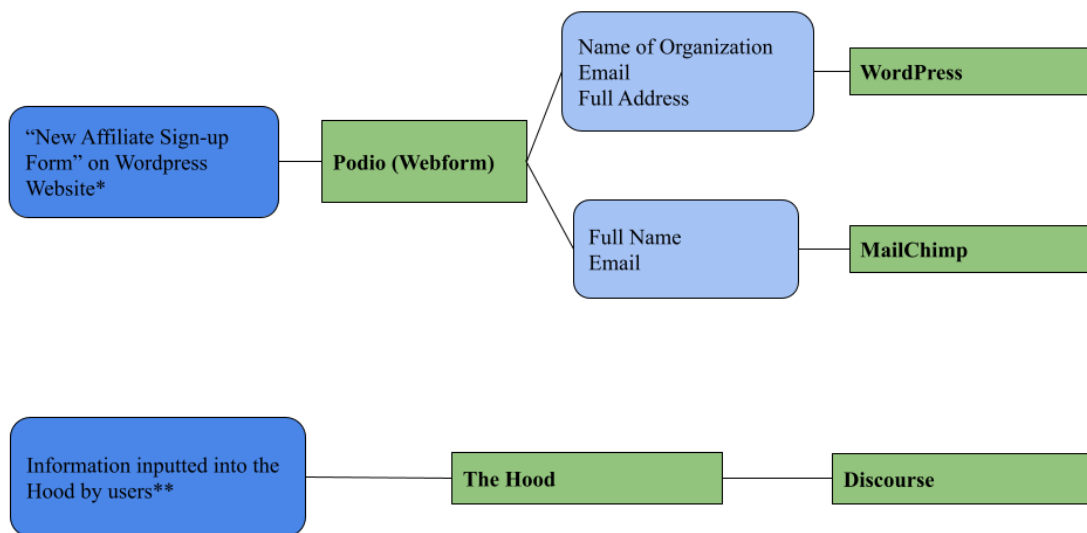 “New Affiliate Sign-up
Form” on Wordpress
Website*
Podio (Webform)
Name of Organization
Email
Full Address
WordPress
Full Name
Email
MailChimp
Information inputted into the
Hood by users**
The Hood
Discourse